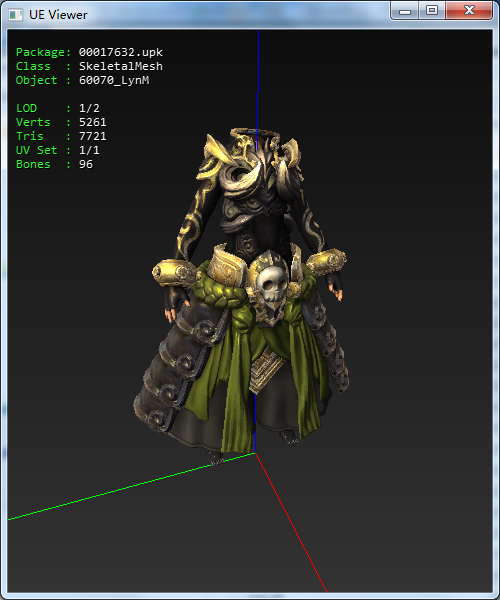 UE Viewer
Package: 00017632.upk
Class : SkeletalMesh
Object : 60070_LynM
LOD : 1/2
Verts : 5261
Tris : 7721
UV Set : 1/1
Bones : 96